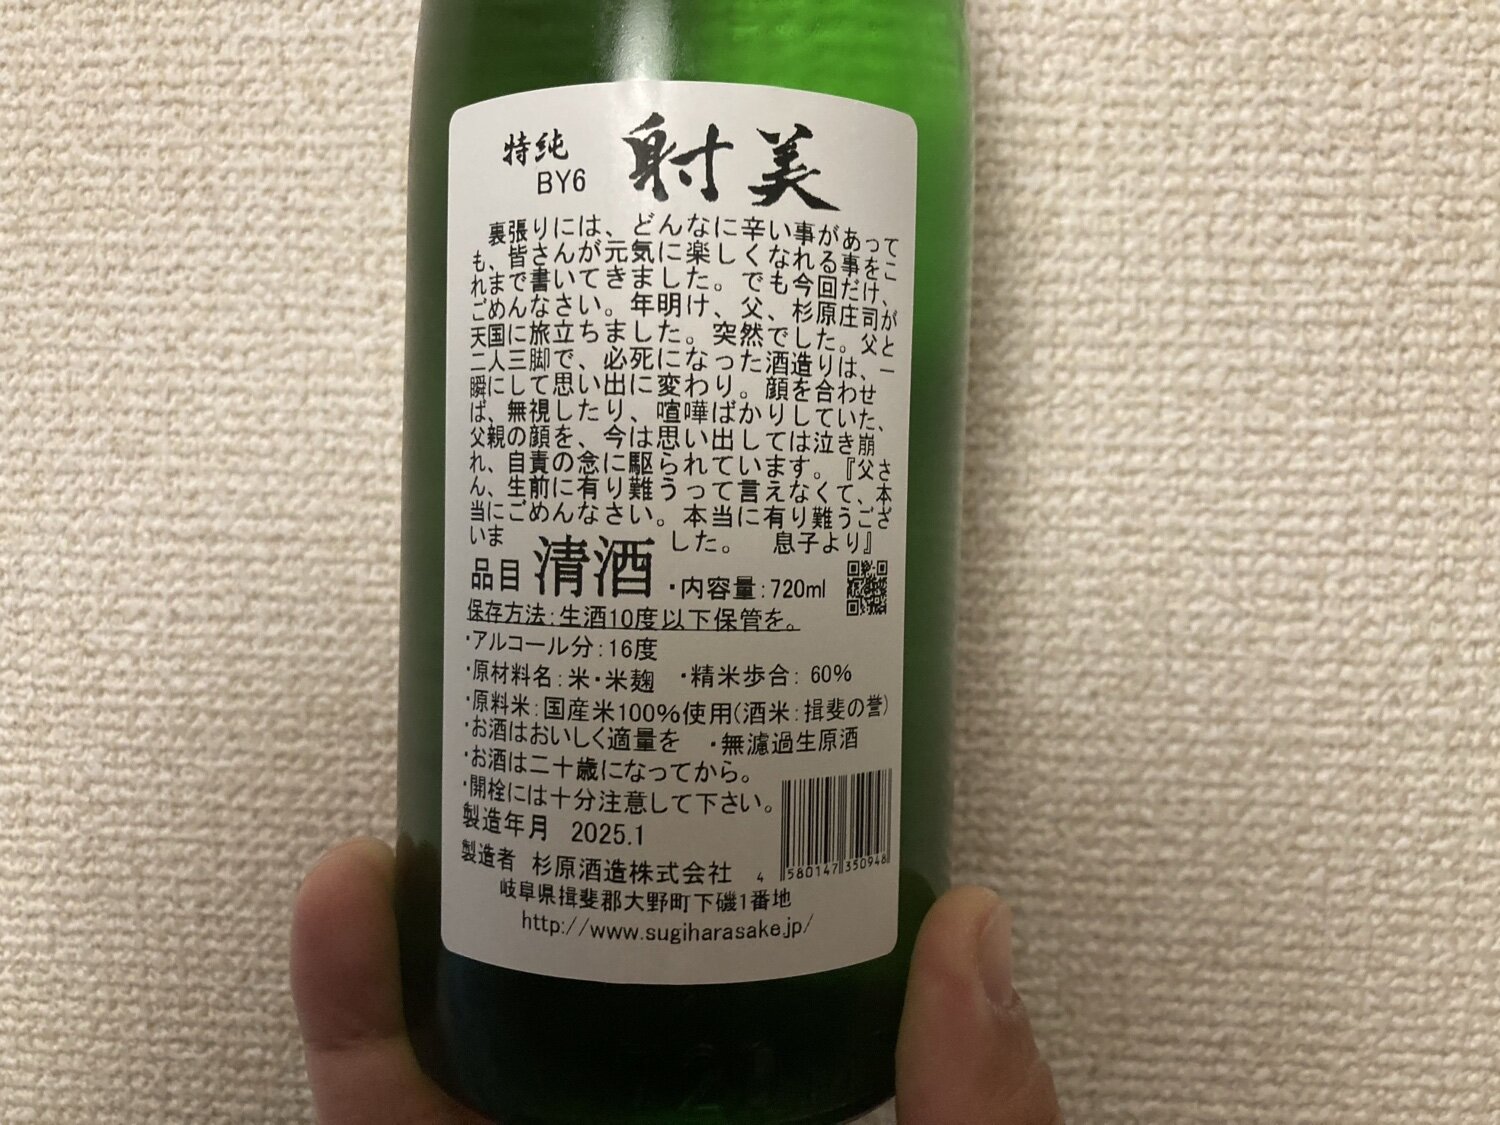 特純 射美
BY6
裏張りには、どんなに辛い事があって
も、皆さんが元気に楽しくなれる事をこ
れまで書いてきました。でも今回だけ、
ごめんなさい。年明け、父、杉原庄司が
天国に旅立ちました。突然でした。父と
二人三脚で、必死になった酒造りは、一
瞬にして思い出に変わり。顔を合わせ
ば、無視したり、喧嘩ばかりしていた、
父親の顔を、今は思い出しては泣き崩
れ、自責の念に駆られています。『父さ
ん、生前に有り難うって言えなくて、本
当にごめんなさい。本当に有り難うござ
いま した。 息子より』
品目 清酒 ・内容量:720ml
保存方法:生酒10度以下保管を。
・アルコール分:16度
・原材料名:米・米麹 ・精米歩合: 60%
・原料米:国産米100%使用(酒米:揖斐の誉)
・お酒はおいしく適量を ・無濾過生原酒
・お酒は二十歳になってから。
・開栓には十分注意して下さい。
製造年月 2025.1
製造者 杉原酒造株式会社
4 580147 350948
岐阜県揖斐郡大野町下磯1番地
http://www.sugiharasake.jp/